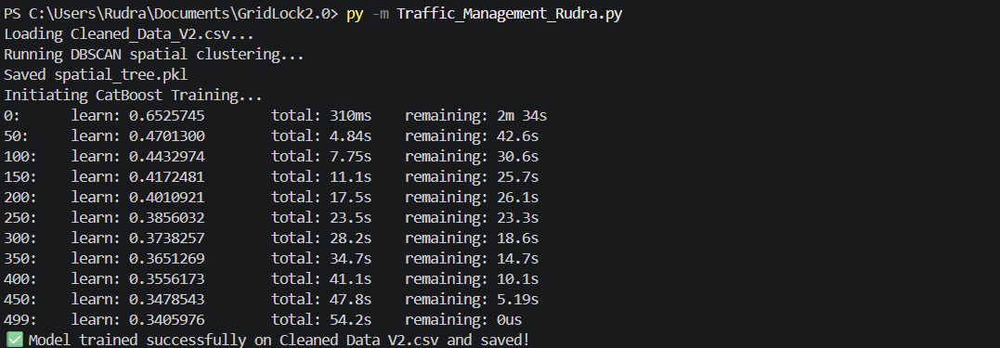 PS C:\Users\Rudra\Documents\GridLock2.0> py -m Traffic_Management_Rudra.py
Loading Cleaned_Data_V2.csv...
Running DBSCAN spatial clustering...
Saved spatial_tree.pkl
Initiating CatBoost Training...
0: learn: 0.6525745 total: 310ms remaining: 2m 34s
50: learn: 0.4701300 total: 4.84s remaining: 42.6s
100: learn: 0.4432974 total: 7.75s remaining: 30.6s
150: learn: 0.4172481 total: 11.1s remaining: 25.7s
200: learn: 0.4010921 total: 17.5s remaining: 26.1s
250: learn: 0.3856032 total: 23.5s remaining: 23.3s
300: learn: 0.3738257 total: 28.2s remaining: 18.6s
350: learn: 0.3651269 total: 34.7s remaining: 14.7s
400: learn: 0.3556173 total: 41.1s remaining: 10.1s
450: learn: 0.3478543 total: 47.8s remaining: 5.19s
499: learn: 0.3405976 total: 54.2s remaining: 0us
✅ Model trained successfully on Cleaned Data V2.csv and saved!